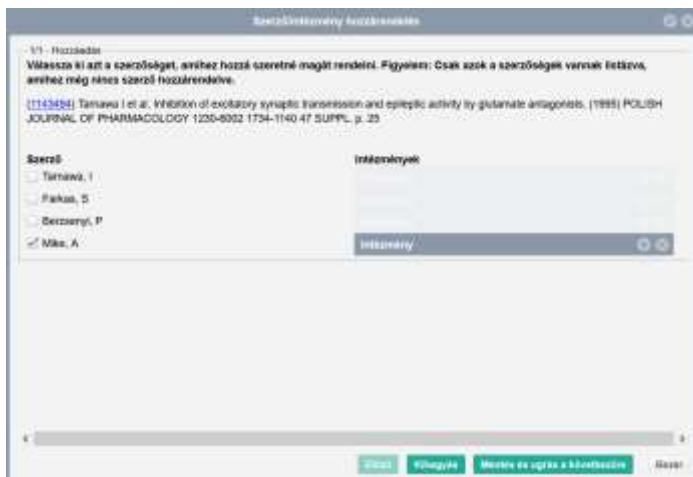 Szerző/intézmény hozzárendelés
1/1 - Hozzáadás
Válassza ki azt a szerzőséget, amihez hozzá szeretné magát rendelni. Figyelem: Csak azok a szerzőségek vannak listázva,
amihez még nincs szerző hozzárendelve.
(1143484) Tarnawa I et al. Inhibition of excitatory synaptic transmission and epileptic activity by glutamate antagonists. (1995) POLISH
JOURNAL OF PHARMACOLOGY 1230-6002 1734-1140 47 SUPPL. p. 25
Szerző Intézmények
Tarnawa, I
Farkas, S
Berzsenyi, P
Mike, A Intézmény
Előző Kihagyás Mentés és ugrás a következőre Bezár